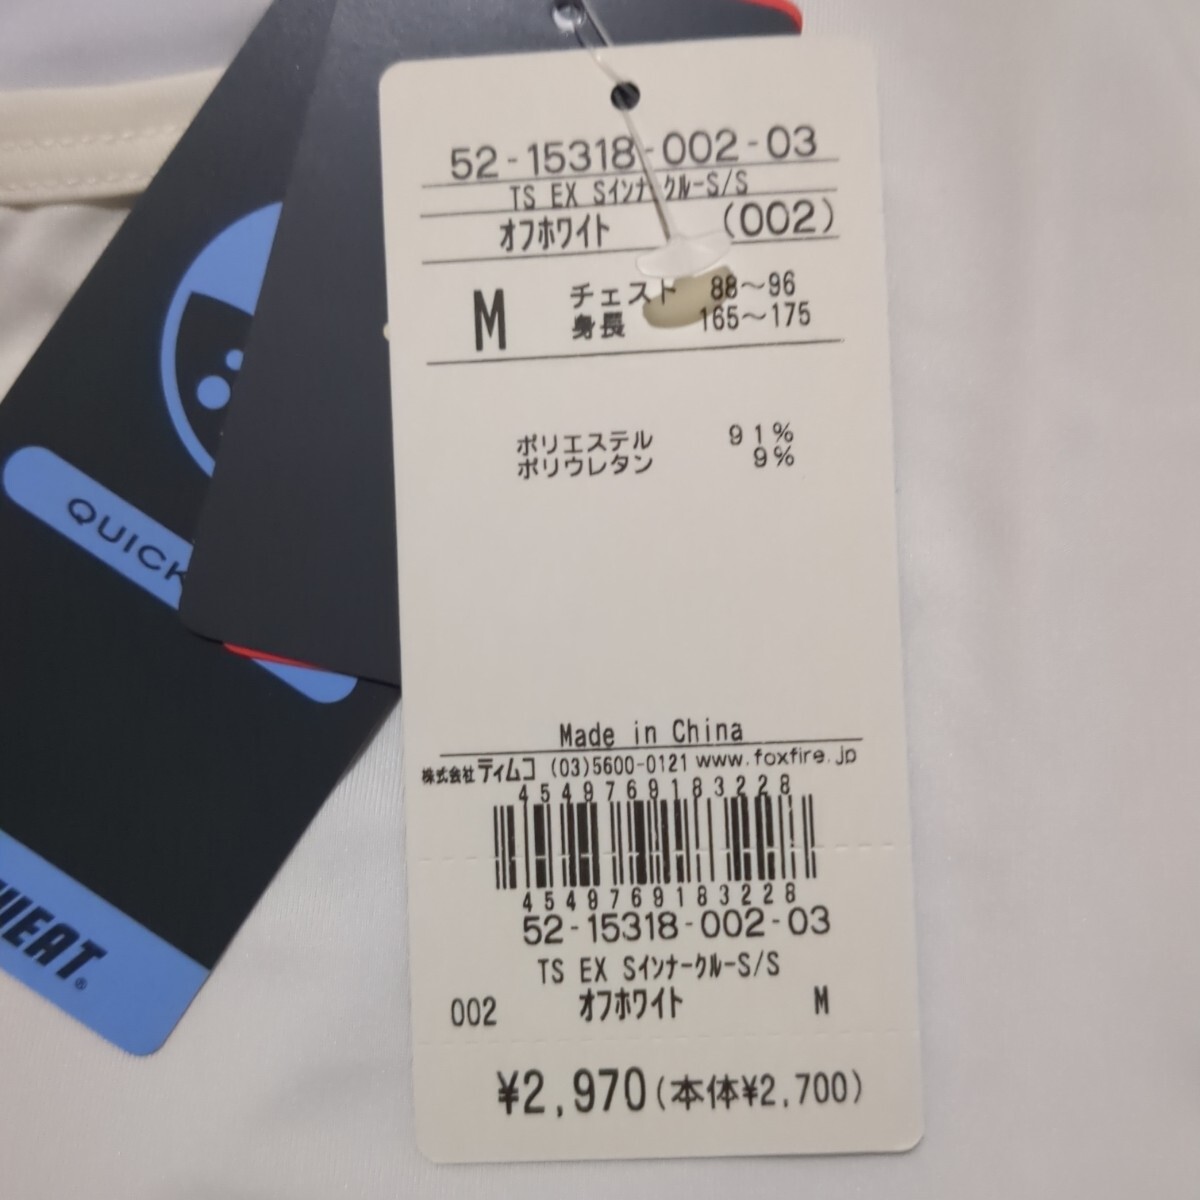 52-15318-002-03
TS EX Sインナークルー S/S
オフホワイト (002)
M
チェスト 88～96
身長 165～175
ポリエステル 91%
ポリウレタン 9%
Made in China
株式会社ティムコ (03)5600-0121 www.foxfire.jp
4549769183228
4549769183228
52-15318-002-03
TS EX Sインナークルー S/S
002 オフホワイト M
¥2,970(本体¥2,700)
QUICK